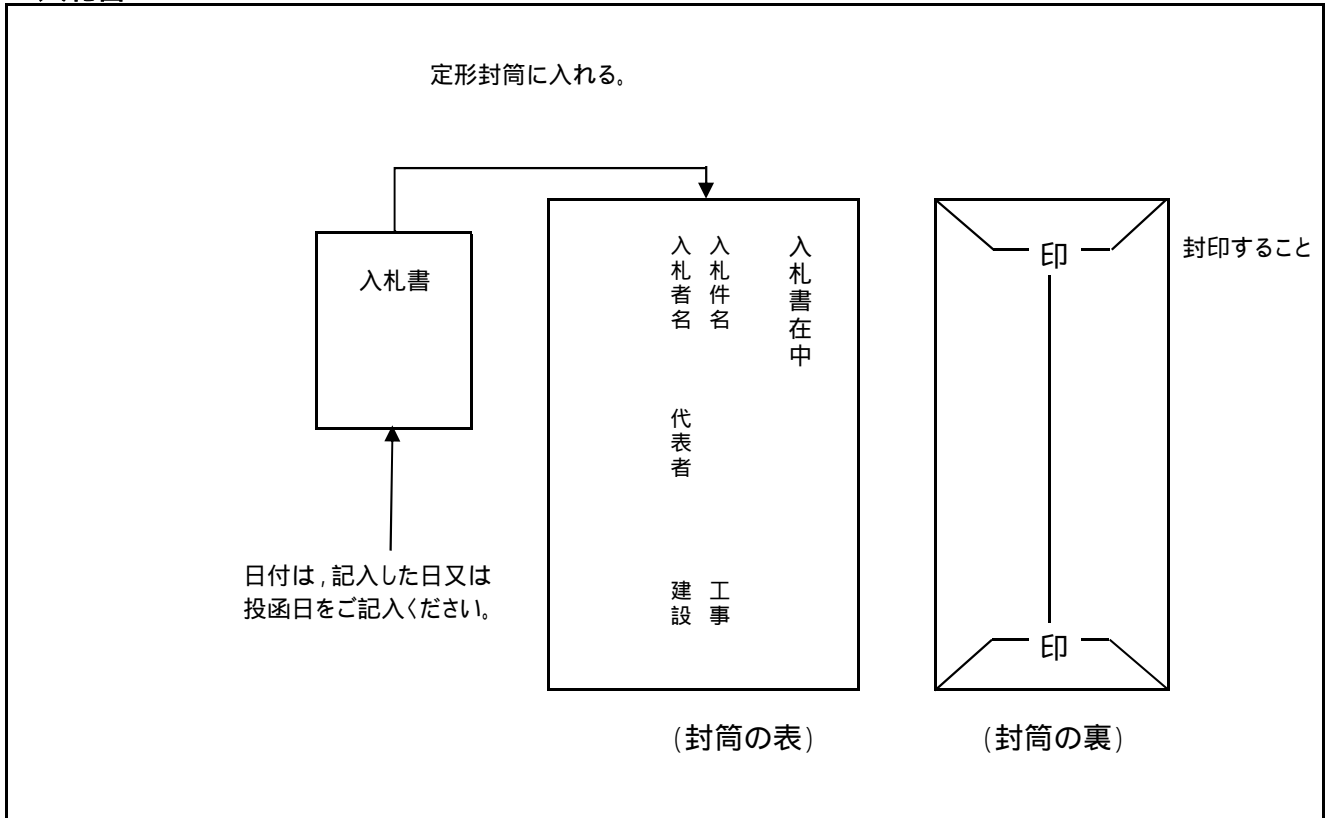 定形封筒に入れる。
入札書
日付は,記入した日又は
投函日をご記入ください。
入札書在中
入札件名 工事
入札者名 代表者 建設
印
印
封印すること
(封筒の表)
(封筒の裏)